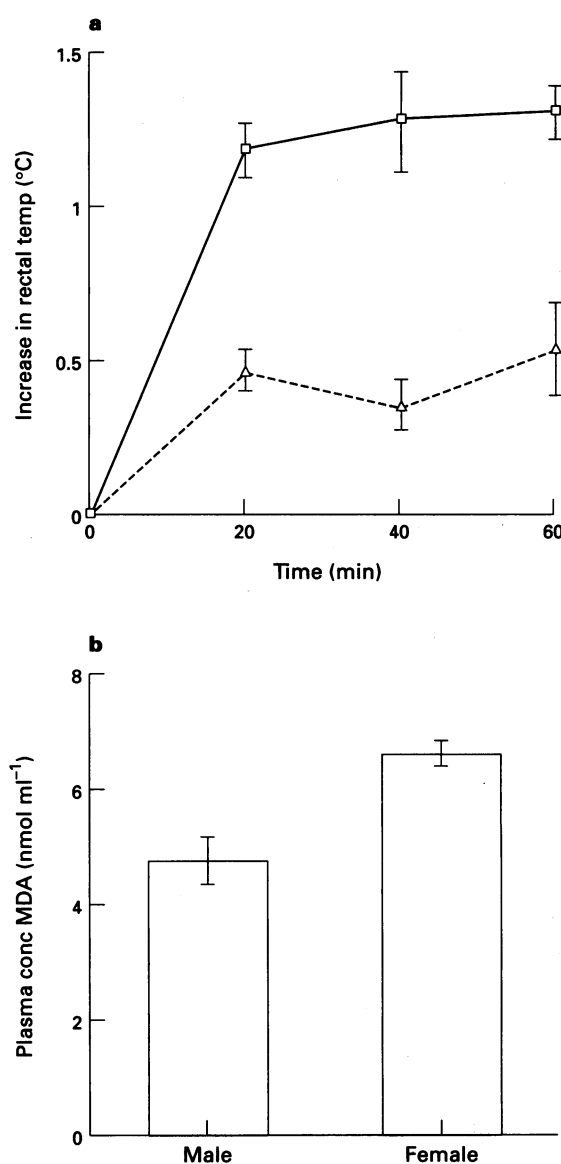 a
1.5
1
0.5
0
0 20 40 60
Increase in rectal temp (°C)
Time (min)
b
8
6
4
2
0
Plasma conc MDA (nmol ml⁻¹)
Male Female